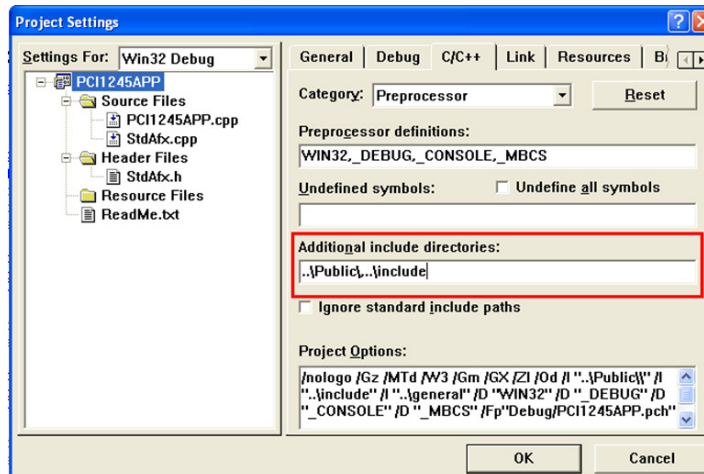 Project Settings
Settings For: Win32 Debug
PCI1245APP
Source Files
PCI1245APP.cpp
StdAfx.cpp
Header Files
StdAfx.h
Resource Files
ReadMe.txt
General Debug C/C++ Link Resources
Category: Preprocessor Reset
Preprocessor definitions:
WIN32,_DEBUG,_CONSOLE,_MBCS
Undefined symbols: Undefine all symbols
Additional include directories:
..\Public\,..\include
Ignore standard include paths
Project Options:
/nologo /Gz /MTd /W3 /Gm /GX /ZI /Od /I "..\Public\\" /I
"..\include" /I "..\general" /D "WIN32" /D "_DEBUG" /D
"_CONSOLE" /D "_MBCS" /Fp"Debug/PCI1245APP.pch"
OK Cancel